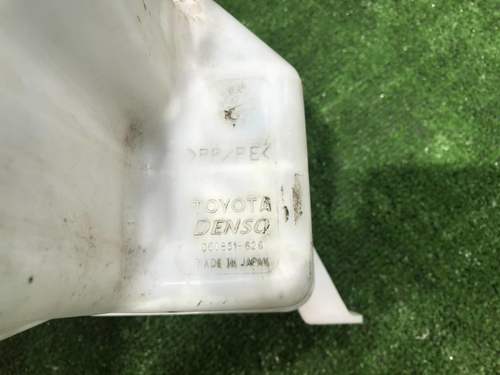 >PP/PE<
TOYOTA
DENSO
060851-626
MADE IN JAPAN